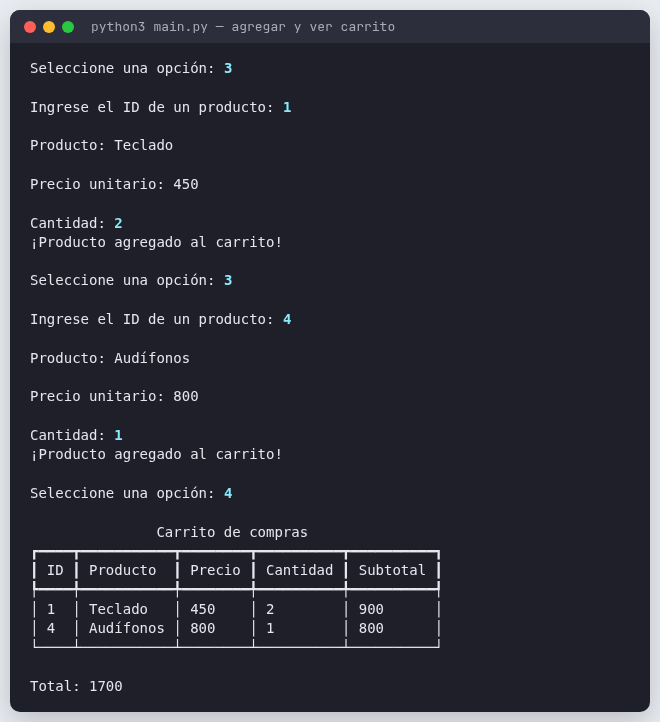 python3 main.py — agregar y ver carrito
Seleccione una opción: 3
Ingrese el ID de un producto: 1
Producto: Teclado
Precio unitario: 450
Cantidad: 2
¡Producto agregado al carrito!
Seleccione una opción: 3
Ingrese el ID de un producto: 4
Producto: Audífonos
Precio unitario: 800
Cantidad: 1
¡Producto agregado al carrito!
Seleccione una opción: 4
Carrito de compras
ID Producto Precio Cantidad Subtotal
1 Teclado 450 2 900
4 Audífonos 800 1 800
Total: 1700